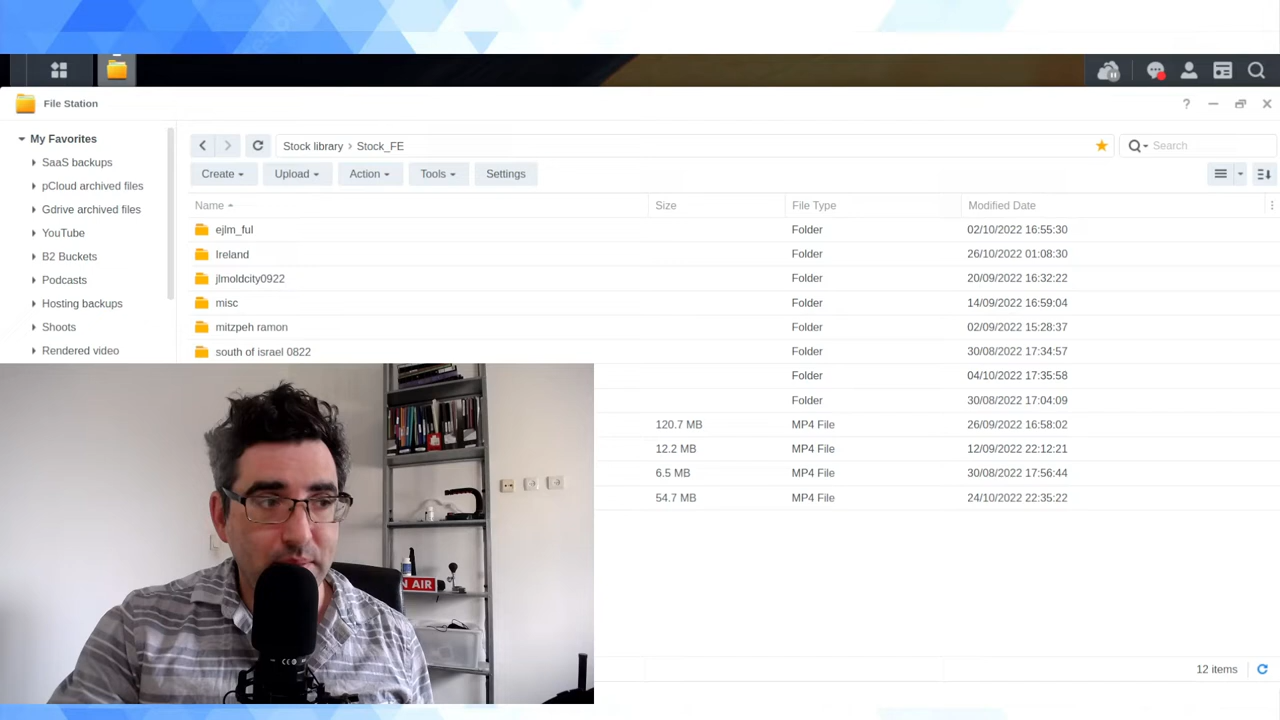 File Station
?
My Favorites
SaaS backups
pCloud archived files
Gdrive archived files
YouTube
B2 Buckets
Podcasts
Hosting backups
Shoots
Rendered video
Stock library › Stock_FE
Search
Create Upload Action Tools Settings
Name Size File Type Modified Date
ejlm_ful Folder 02/10/2022 16:55:30
Ireland Folder 26/10/2022 01:08:30
jlmoldcity0922 Folder 20/09/2022 16:32:22
misc Folder 14/09/2022 16:59:04
mitzpeh ramon Folder 02/09/2022 15:28:37
south of israel 0822 Folder 30/08/2022 17:34:57
Folder 04/10/2022 17:35:58
Folder 30/08/2022 17:04:09
120.7 MB MP4 File 26/09/2022 16:58:02
12.2 MB MP4 File 12/09/2022 22:12:21
6.5 MB MP4 File 30/08/2022 17:56:44
54.7 MB MP4 File 24/10/2022 22:35:22
N AIR
12 items